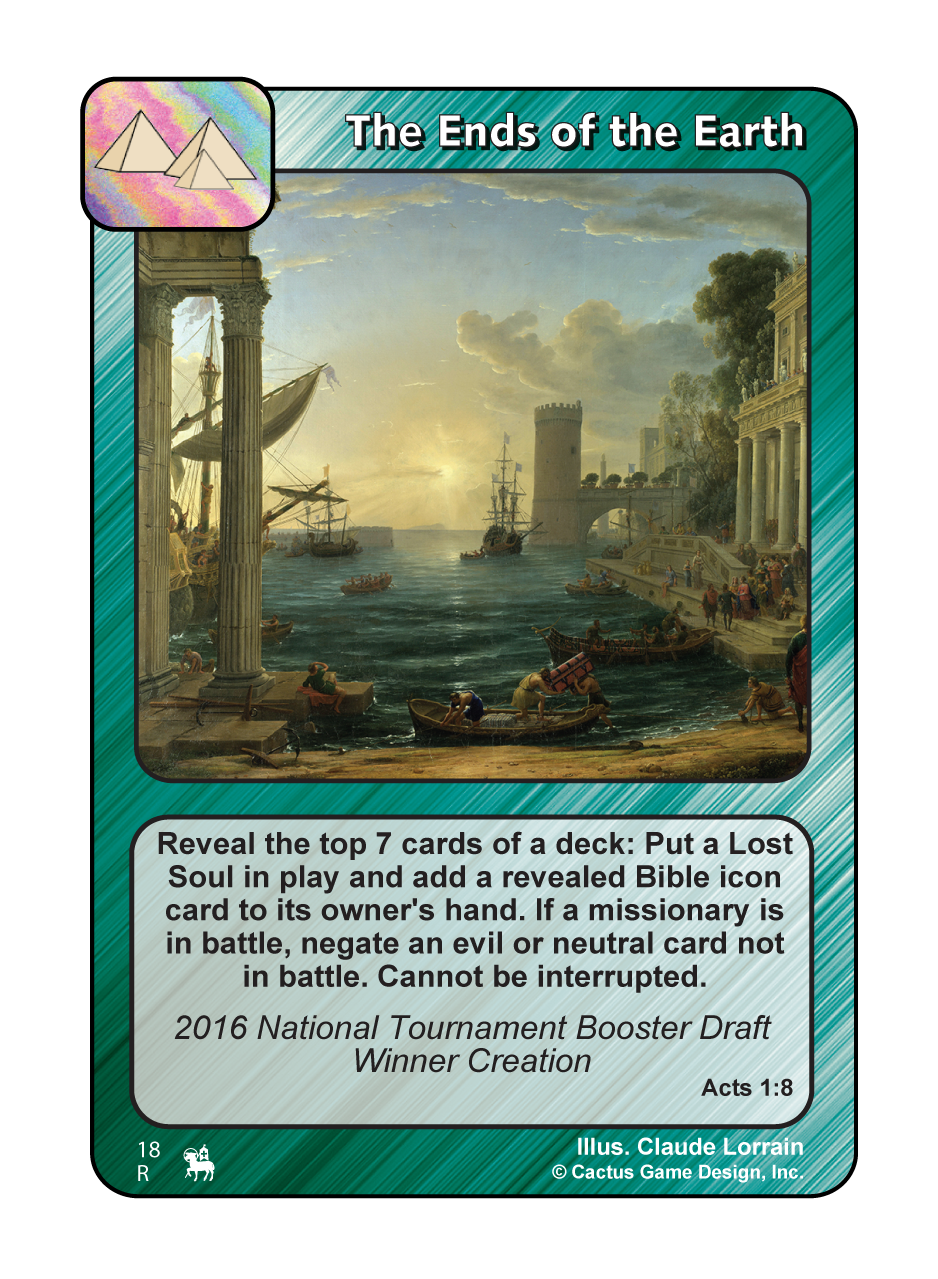 The Ends of the Earth
Reveal the top 7 cards of a deck: Put a Lost
Soul in play and add a revealed Bible icon
card to its owner's hand. If a missionary is
in battle, negate an evil or neutral card not
in battle. Cannot be interrupted.
2016 National Tournament Booster Draft
Winner Creation
Acts 1:8
18
R
Illus. Claude Lorrain
© Cactus Game Design, Inc.